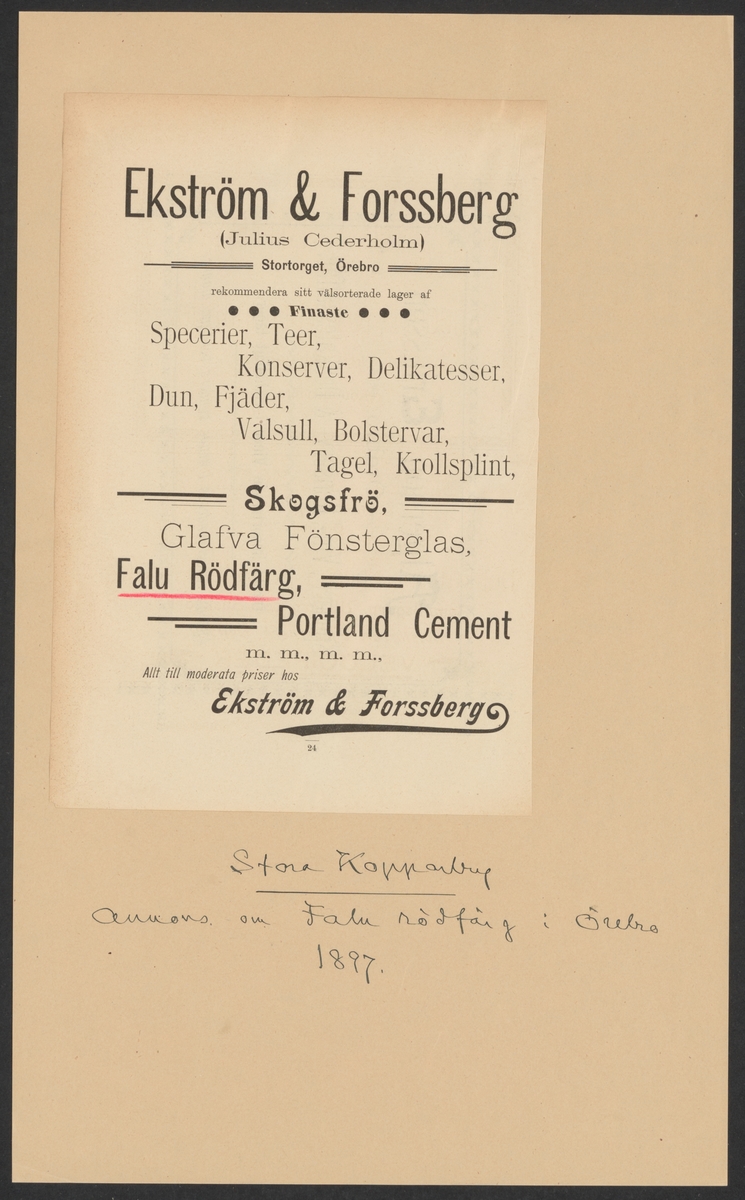 Ekström & Forssberg
(Julius Cederholm)
Stortorget, Örebro
rekommendera sitt välsorterade lager af
Finaste
Specerier, Teer,
Konserver, Delikatesser,
Dun, Fjäder,
Valsull, Bolstervar,
Tagel, Krollsplint,
Skogsfrö,
Glafva Fönsterglas,
Falu Rödfärg,
Portland Cement
m. m., m. m.,
Allt till moderata priser hos
Ekström & Forssberg
24
Stora Kopparberg
Annons om Falu rödfärg i Örebro
1897.